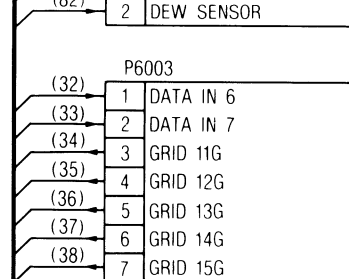 (82) 2 DEW SENSOR
P6003
(32) 1 DATA IN 6
(33) 2 DATA IN 7
(34) 3 GRID 11G
(35) 4 GRID 12G
(36) 5 GRID 13G
(37) 6 GRID 14G
(38) 7 GRID 15G